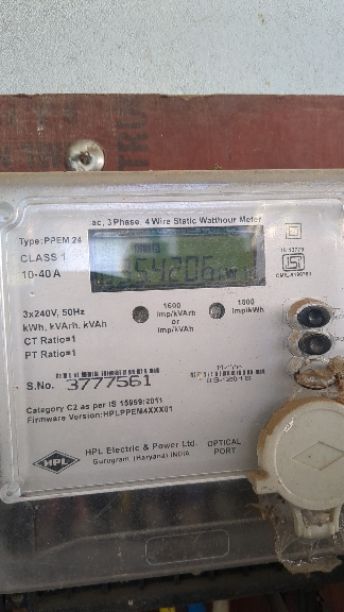 ac, 3 Phase, 4 Wire Static Watthour Meter
Type: PPEM 24
CLASS 1
10-40 A
54206
3x240V, 50Hz
kWh, kVArh, kVAh
CT Ratio=1
PT Ratio=1
1600
imp/kVArh
or
imp/kVAh
imp/kWh
S.No. 3777561
Category C2 as per IS 15959:2011
Firmware Version:HPLPPEM4XXX01
HPL
HPL Electric & Power Ltd.
Gurugram (Haryana) INDIA
OPTICAL
PORT